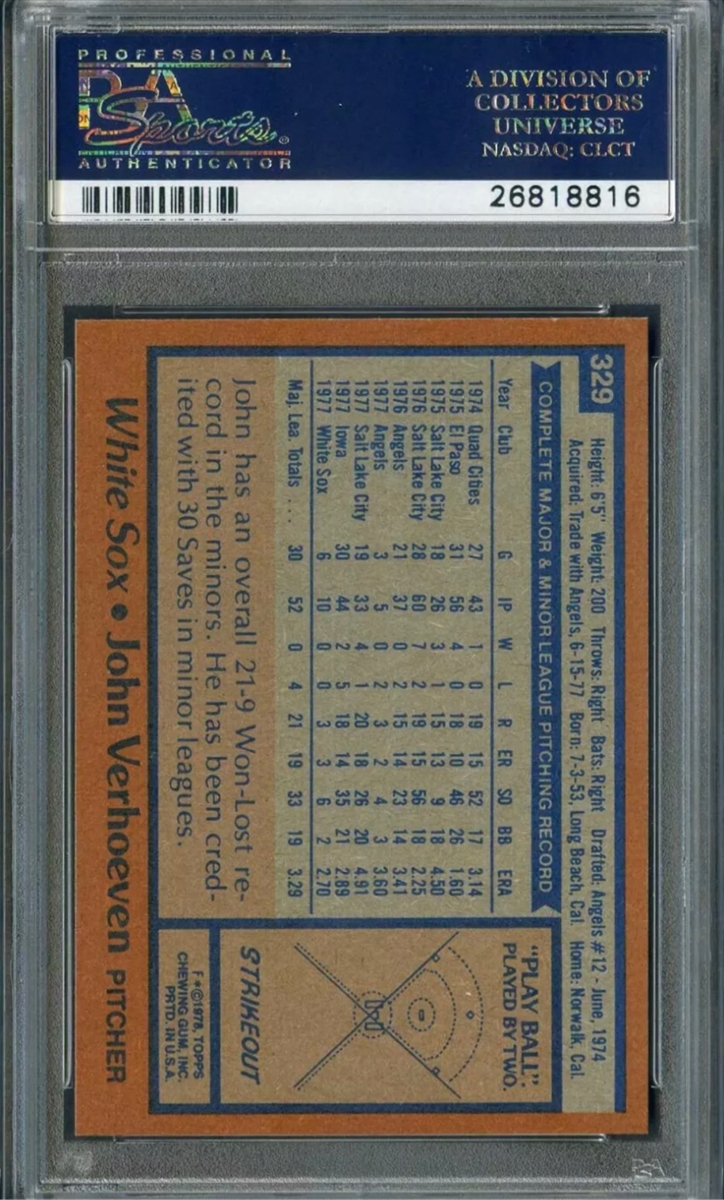 PROFESSIONAL
PSA
Sports®
AUTHENTICATOR
A DIVISION OF
COLLECTORS
UNIVERSE
NASDAQ: CLCT
26818816
329
Height: 6'5" Weight: 200 Throws: Right Bats: Right Drafted: Angels #12 - June, 1974
Acquired: Trade with Angels, 6-15-77 Born: 7-3-53, Long Beach, Cal. Home: Norwalk, Cal.
COMPLETE MAJOR & MINOR LEAGUE PITCHING RECORD
Year Club G IP W L R ER SO BB ERA
1974 Quad Cities 27 43 1 0 19 15 52 17 3.14
1975 El Paso 31 56 4 0 18 10 46 26 1.60
1975 Salt Lake City 18 26 3 1 15 13 9 18 4.50
1976 Salt Lake City 28 60 7 2 19 15 56 18 2.25
1976 Angels 21 37 0 2 15 14 23 14 3.41
1977 Angels 3 5 0 2 3 2 4 3 3.60
1977 Salt Lake City 19 33 4 1 20 18 26 20 4.91
1977 Iowa 30 44 2 5 18 14 35 21 2.89
1977 White Sox 6 10 0 0 3 3 6 2 2.70
Maj. Lea. Totals ... 30 52 0 4 21 19 33 19 3.29
John has an overall 21-9 Won-Lost re-
cord in the minors. He has been cred-
ited with 30 Saves in minor leagues.
"PLAY BALL":
PLAYED BY TWO.
STRIKEOUT
F*©1978, TOPPS
CHEWING GUM, INC.
PRTD. IN U.S.A.
White Sox • John Verhoeven PITCHER
PSA